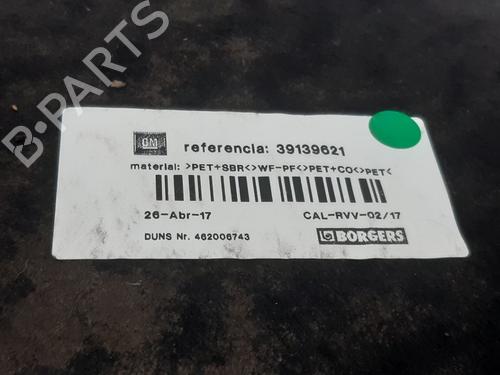 B-PARTS
GM
referencia: 39139621
material: >PET+SBR<>WF-PF<>PET+CO<>PET<
26-Abr-17 CAL-RVV-02/17
DUNS Nr. 462006743 BORGERS